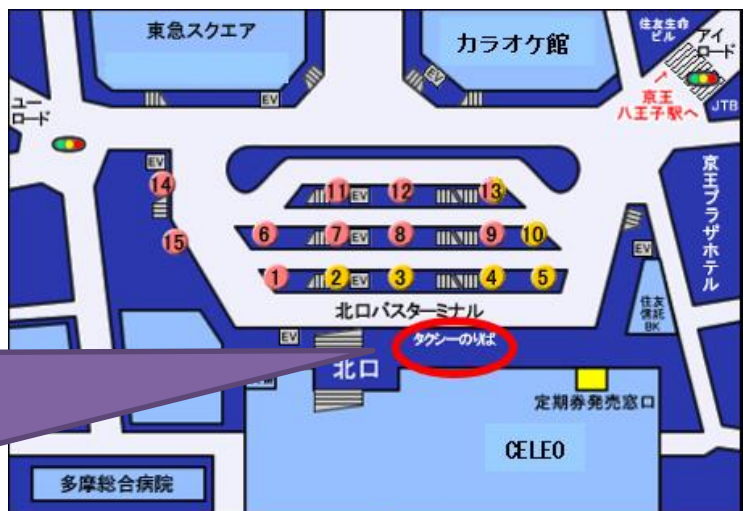 東急スクエア
カラオケ館
住友生命
ビル
アイ
ロード
EV
EV
↑
京王
八王子駅へ
JTB
ユー
ロード
EV
14
11
EV
12
13
京王プラザホテル
15
6
7
EV
8
9
10
EV
1
2
EV
3
4
5
住友
信託
BK
北口バスターミナル
EV
タクシーのりば
北口
定期券発売窓口
CELEO
多摩総合病院